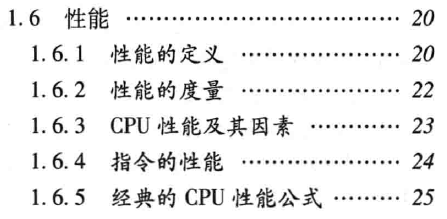 1.6 性能 ………………………………… 20
1.6.1 性能的定义 …………………… 20
1.6.2 性能的度量 …………………… 22
1.6.3 CPU 性能及其因素 ………… 23
1.6.4 指令的性能 …………………… 24
1.6.5 经典的 CPU 性能公式 ……… 25